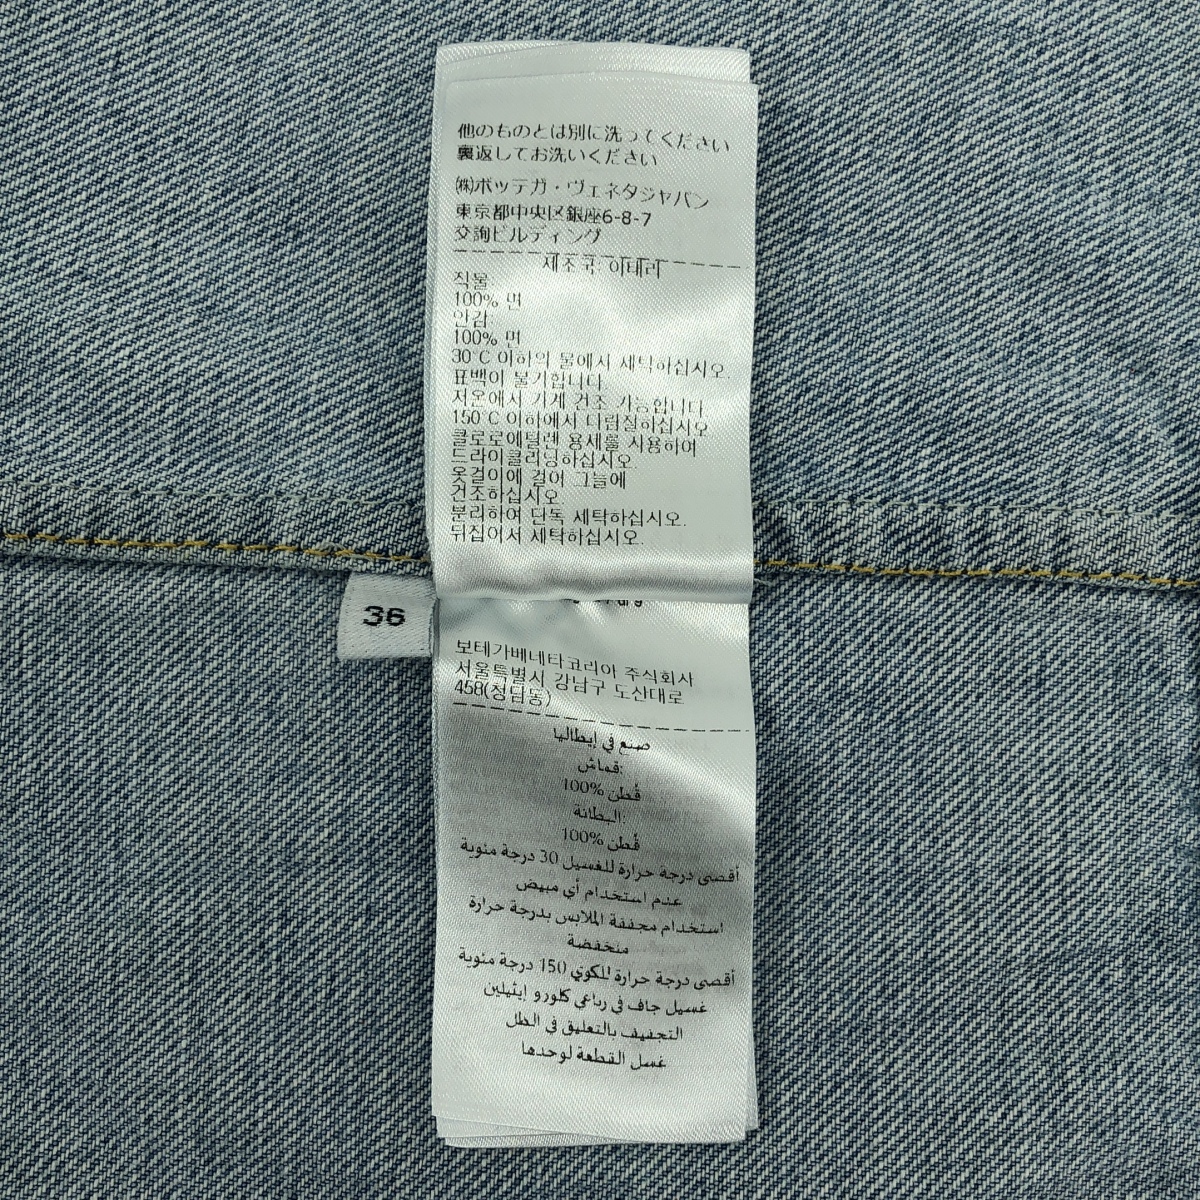 他のものとは別に洗ってください
裏返してお洗いください
㈱ボッテガ・ヴェネタジャパン
東京都中央区銀座6-8-7
交詢ビルディング
제조국: 이태리
직물:
100% 면
안감:
100% 면
30°C 이하의 물에서 세탁하십시오.
표백이 불가합니다.
저온에서 기계 건조 가능합니다
150°C 이하에서 다림질하십시오
클로로에틸렌 용제를 사용하여
드라이클리닝하십시오.
옷걸이에 걸어 그늘에
건조하십시오.
분리하여 단독 세탁하십시오.
뒤집어서 세탁하십시오.
36
보테가베네타코리아 주식회사
서울특별시 강남구 도산대로
458(청담동)
صنع في إيطاليا
قماش:
100% قُطن
البطانة:
100% قُطن
أقصى درجة حرارة للغسيل 30 درجة مئوية
عدم استخدام أي مبيض
استخدام مجففة الملابس بدرجة حرارة
منخفضة
أقصى درجة حرارة للكوي 150 درجة مئوية
غسيل جاف في رباعي كلورو إيثيلين
التجفيف بالتعليق في الظل
غسل القطعة لوحدها